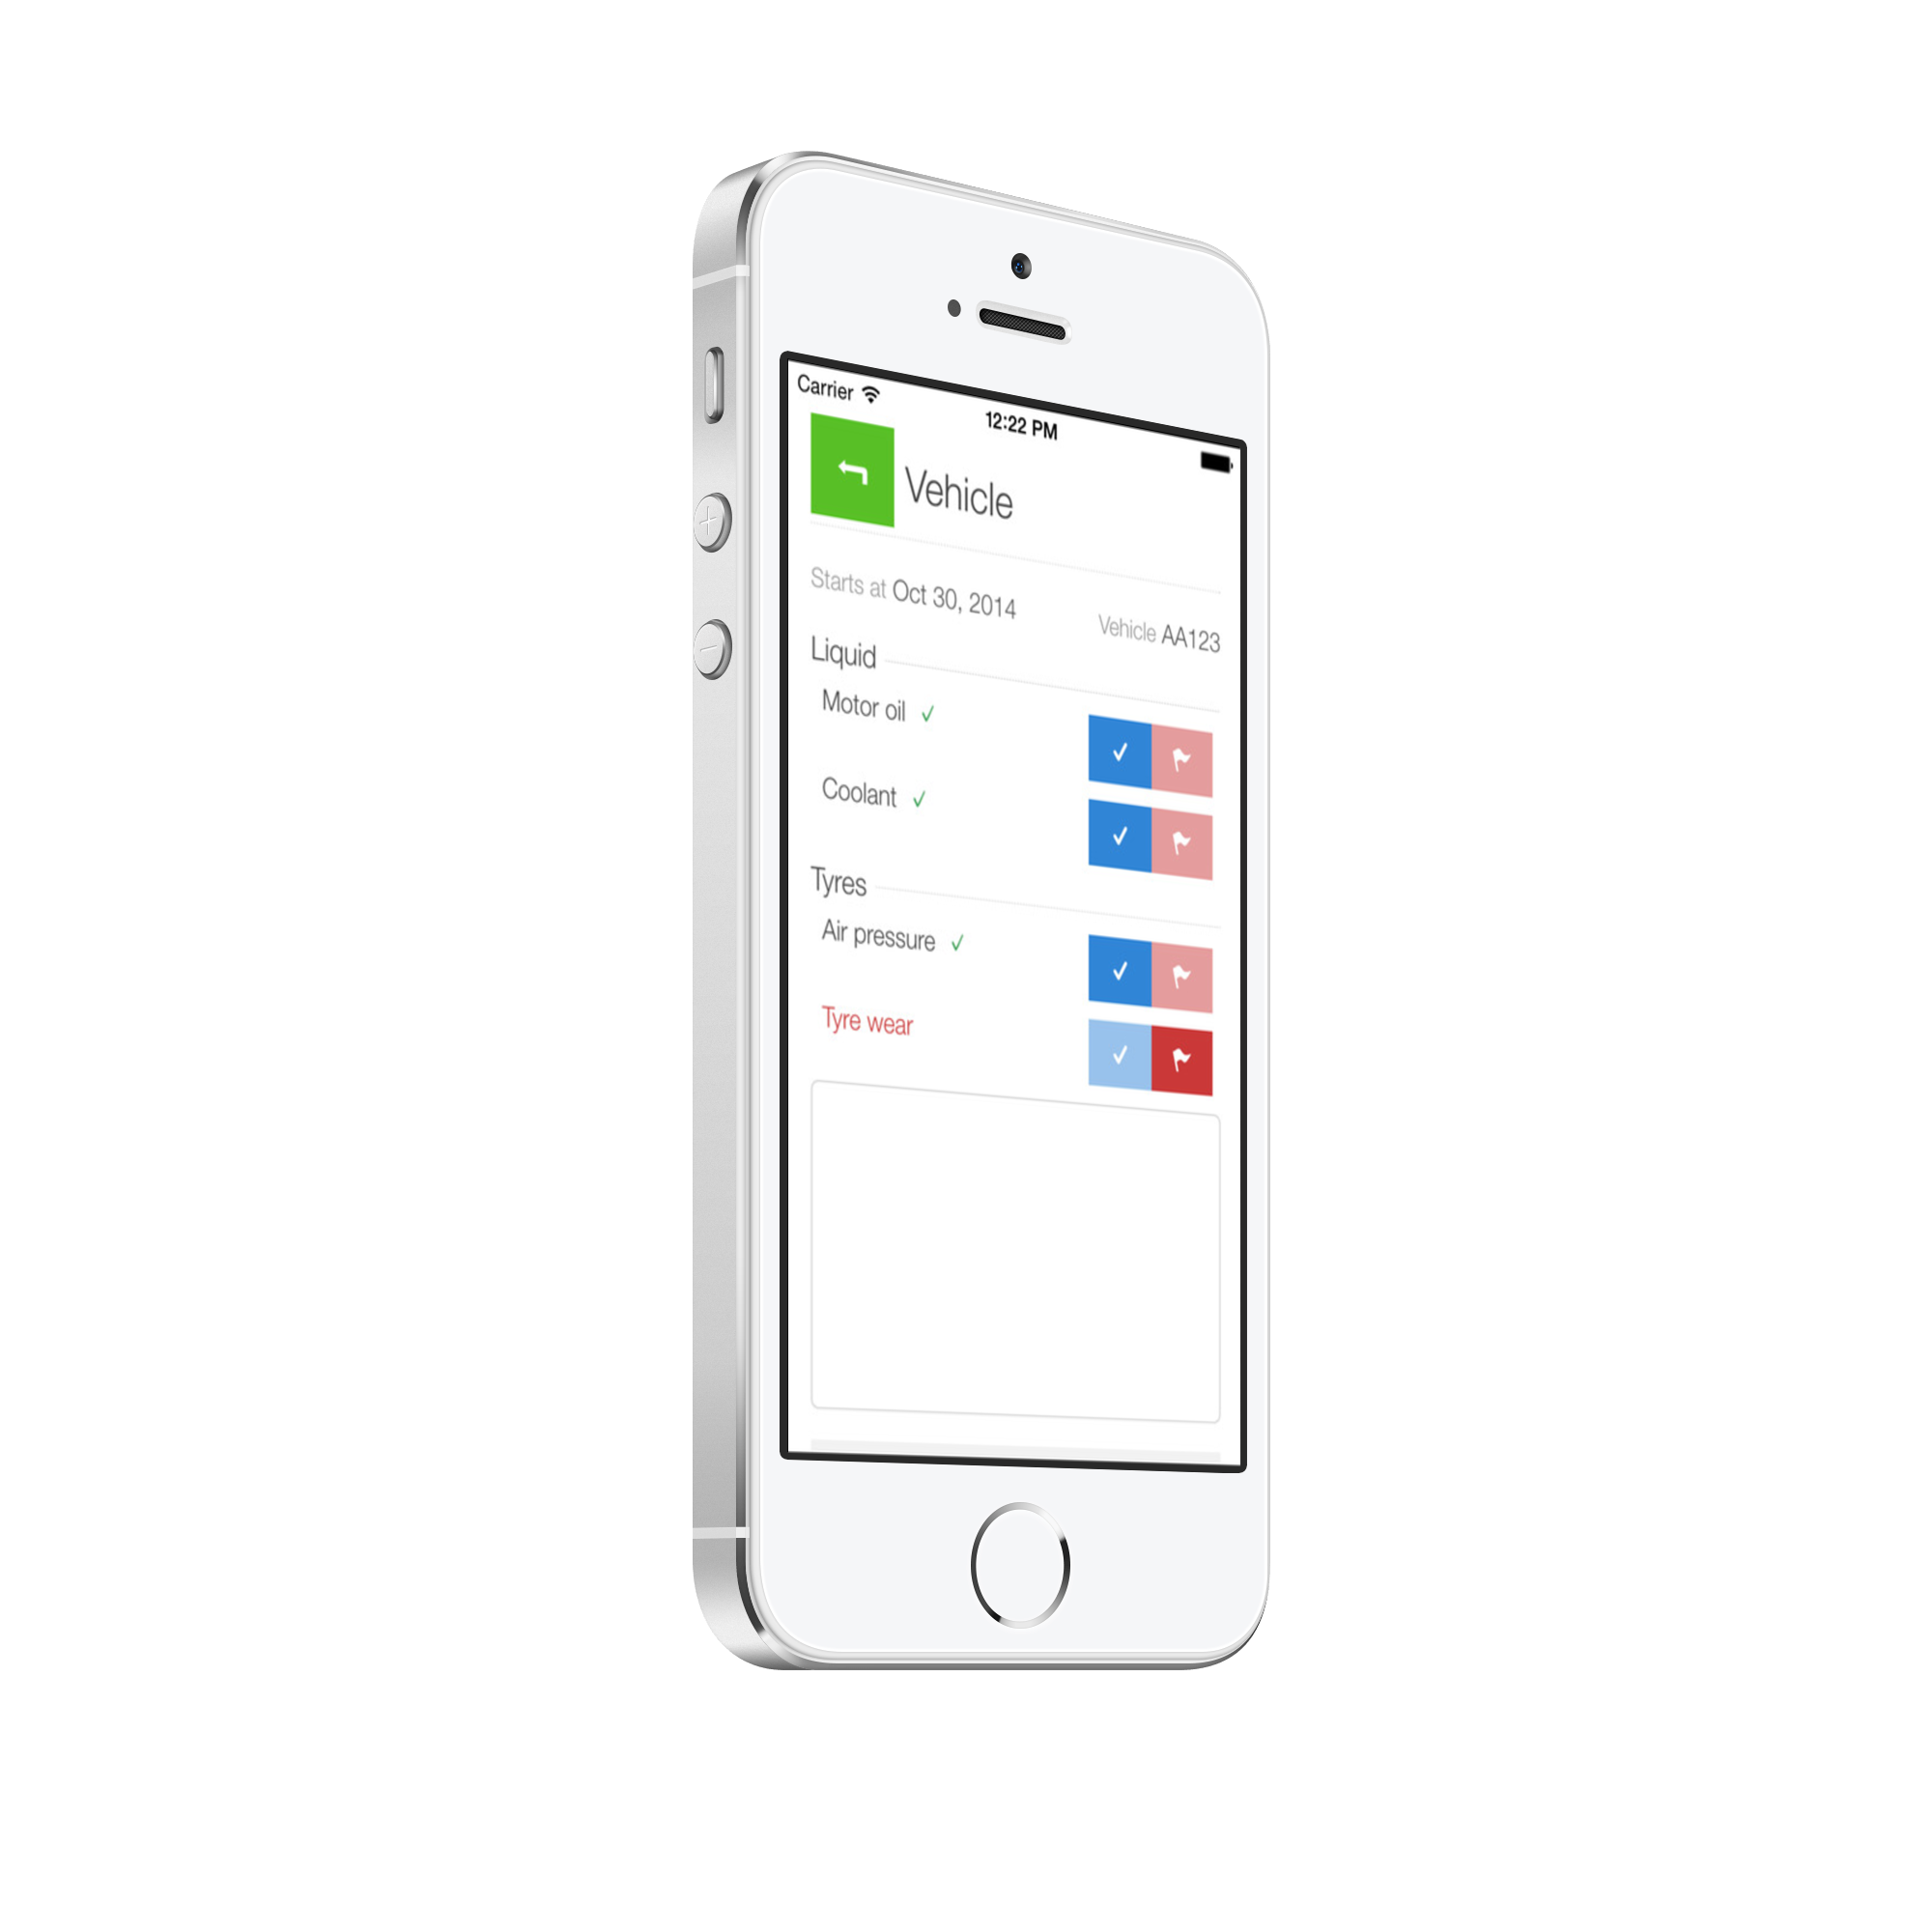 Carrier
12:22 PM
Vehicle
Starts at Oct 30, 2014
Vehicle AA123
Liquid
Motor oil ✓
Coolant ✓
Tyres
Air pressure ✓
Tyre wear